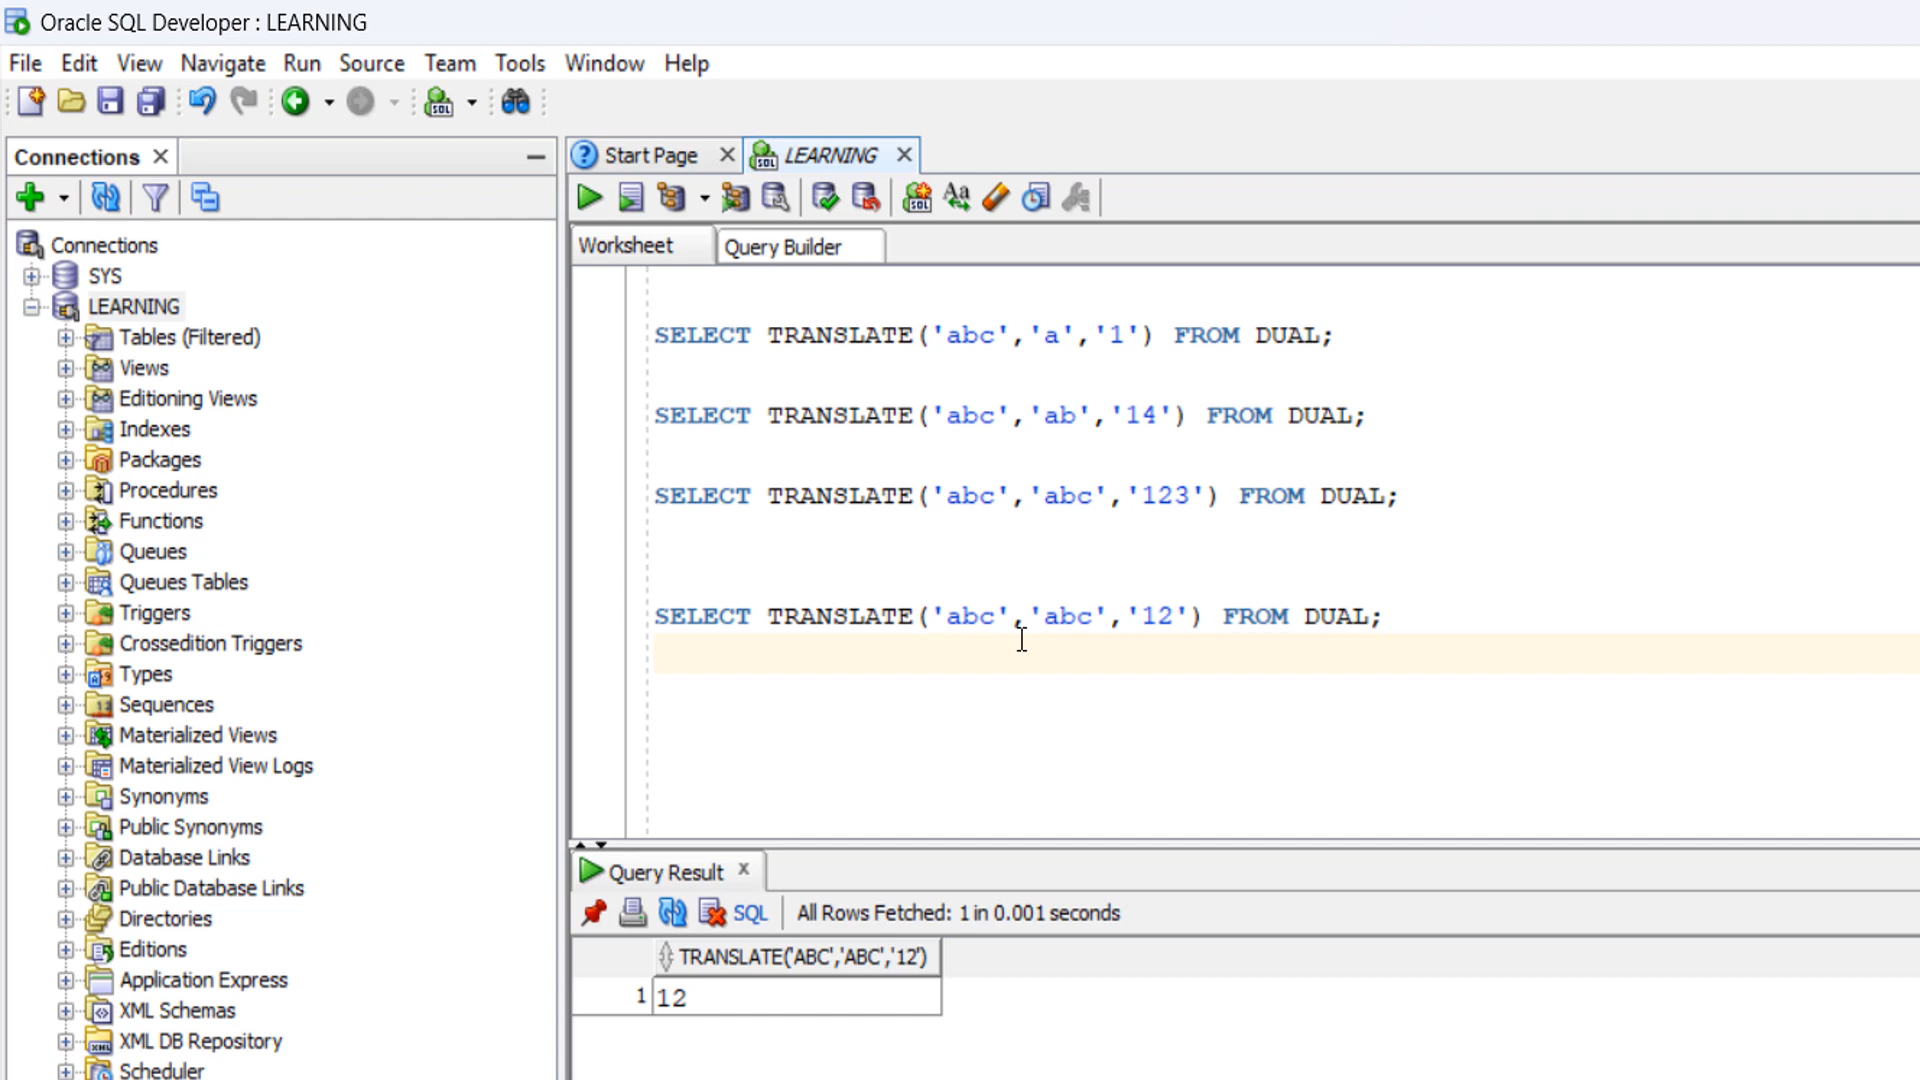 Oracle SQL Developer : LEARNING
File Edit View Navigate Run Source Team Tools Window Help
Connections
Start Page
LEARNING
Worksheet
Query Builder
Connections
SYS
LEARNING
Tables (Filtered)
Views
Editioning Views
Indexes
Packages
Procedures
Functions
Queues
Queues Tables
Triggers
Crossedition Triggers
Types
Sequences
Materialized Views
Materialized View Logs
Synonyms
Public Synonyms
Database Links
Public Database Links
Directories
Editions
Application Express
XML Schemas
XML DB Repository
Scheduler
SELECT TRANSLATE('abc','a','1') FROM DUAL;
SELECT TRANSLATE('abc','ab','14') FROM DUAL;
SELECT TRANSLATE('abc','abc','123') FROM DUAL;
SELECT TRANSLATE('abc','abc','12') FROM DUAL;
Query Result
SQL
All Rows Fetched: 1 in 0.001 seconds
TRANSLATE('ABC','ABC','12')
1 12